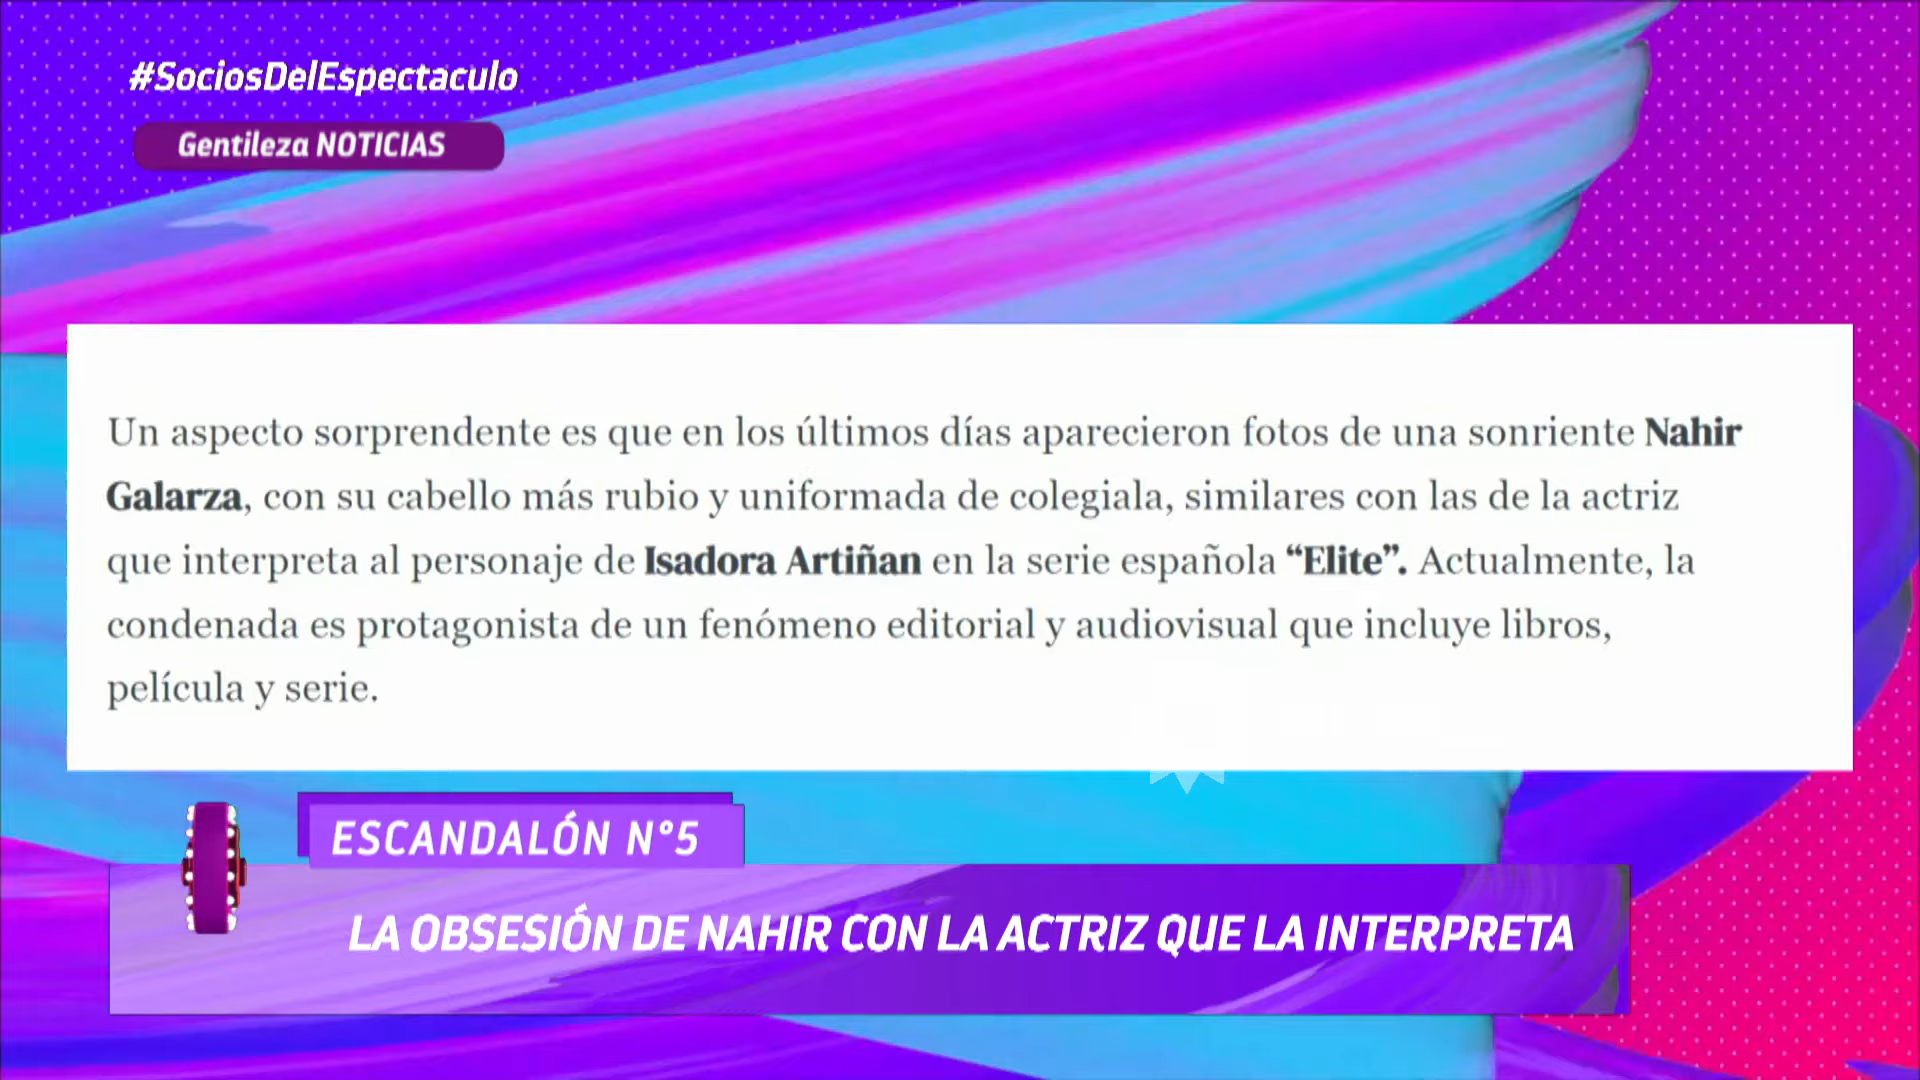 #SociosDelEspectaculo
Gentileza NOTICIAS
Un aspecto sorprendente es que en los últimos días aparecieron fotos de una sonriente Nahir
Galarza, con su cabello más rubio y uniformada de colegiala, similares con las de la actriz
que interpreta al personaje de Isadora Artiñan en la serie española “Elite”. Actualmente, la
condenada es protagonista de un fenómeno editorial y audiovisual que incluye libros,
película y serie.
ESCANDALÓN N°5
LA OBSESIÓN DE NAHIR CON LA ACTRIZ QUE LA INTERPRETA